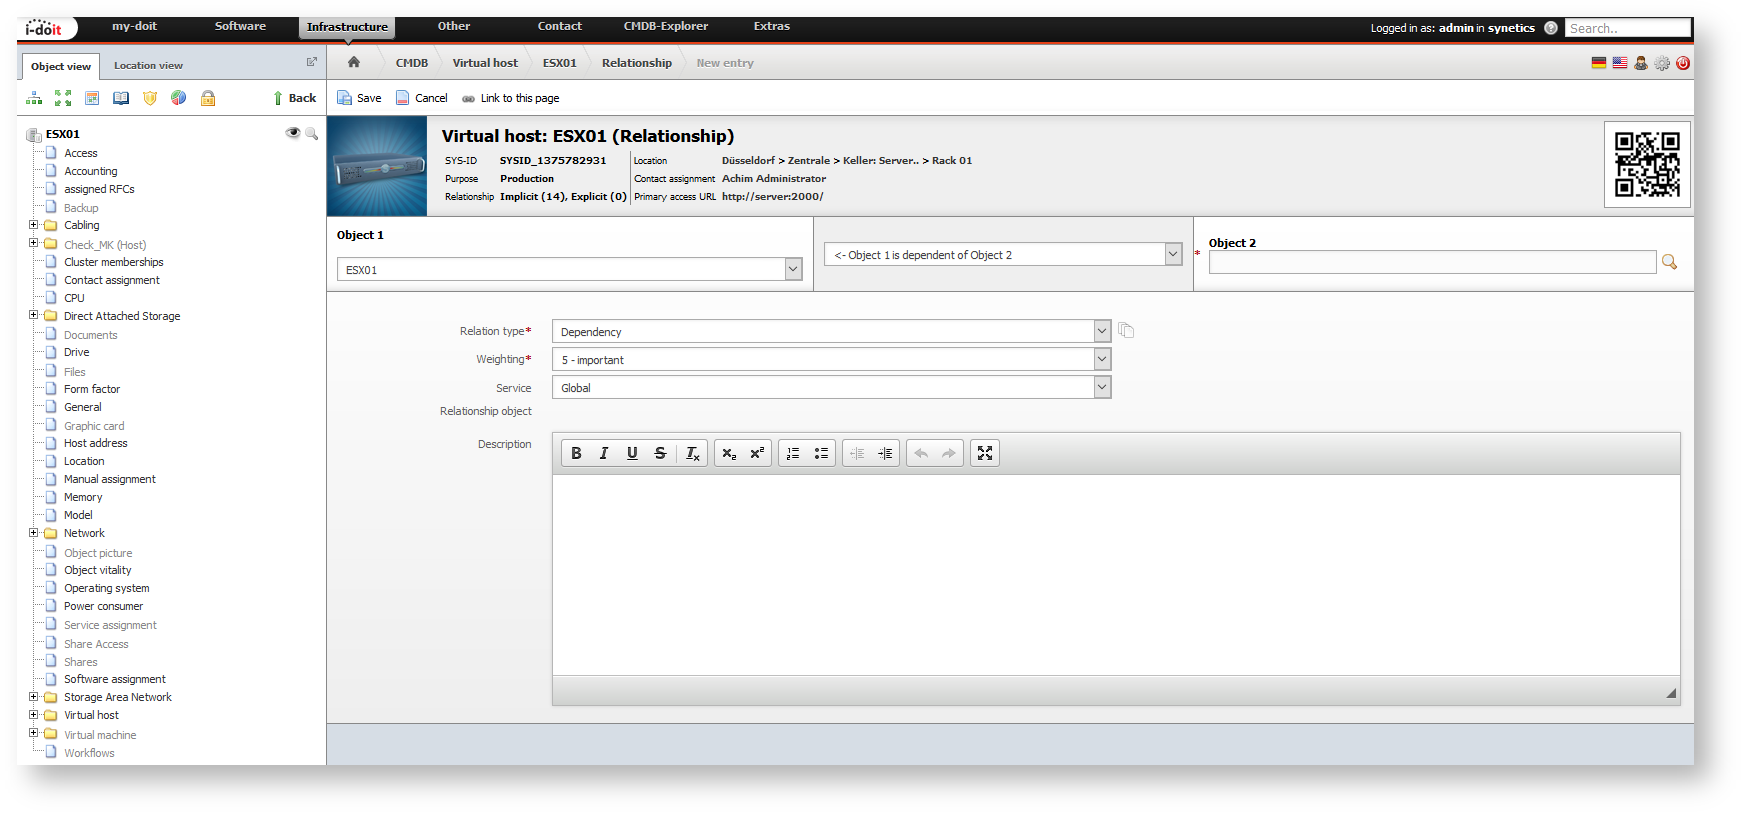 i-doit my-doit Software Infrastructure Other Contact CMDB-Explorer Extras Logged in as: admin in synetics Search..
Object view Location view
CMDB Virtual host ESX01 Relationship New entry
Back
Save Cancel Link to this page
ESX01
Access
Accounting
assigned RFCs
Backup
Cabling
Check_MK (Host)
Cluster memberships
Contact assignment
CPU
Direct Attached Storage
Documents
Drive
Files
Form factor
General
Graphic card
Host address
Location
Manual assignment
Memory
Model
Network
Object picture
Object vitality
Operating system
Power consumer
Service assignment
Share Access
Shares
Software assignment
Storage Area Network
Virtual host
Virtual machine
Workflows
Virtual host: ESX01 (Relationship)
SYS-ID SYSID_1375782931 Location Düsseldorf > Zentrale > Keller: Server.. > Rack 01
Purpose Production Contact assignment Achim Administrator
Relationship Implicit (14), Explicit (0) Primary access URL http://server:2000/
Object 1
ESX01
<- Object 1 is dependent of Object 2
* Object 2
Relation type* Dependency
Weighting* 5 - important
Service Global
Relationship object
Description
B I U S Tx x2 x²